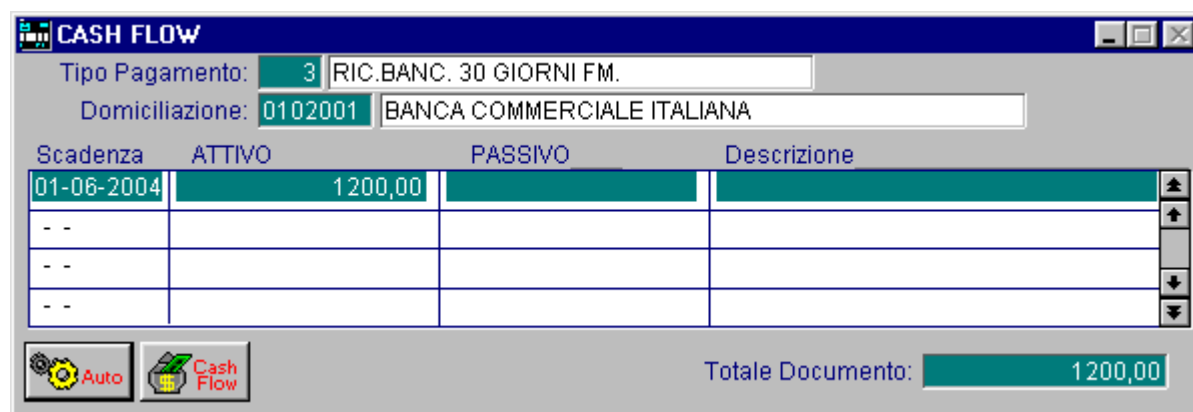 CASH FLOW
Tipo Pagamento: 3 RIC.BANC. 30 GIORNI FM.
Domiciliazione: 0102001 BANCA COMMERCIALE ITALIANA
Scadenza ATTIVO PASSIVO Descrizione
01-06-2004 1200,00
- -
- -
- -
Auto Cash Flow Totale Documento: 1200,00